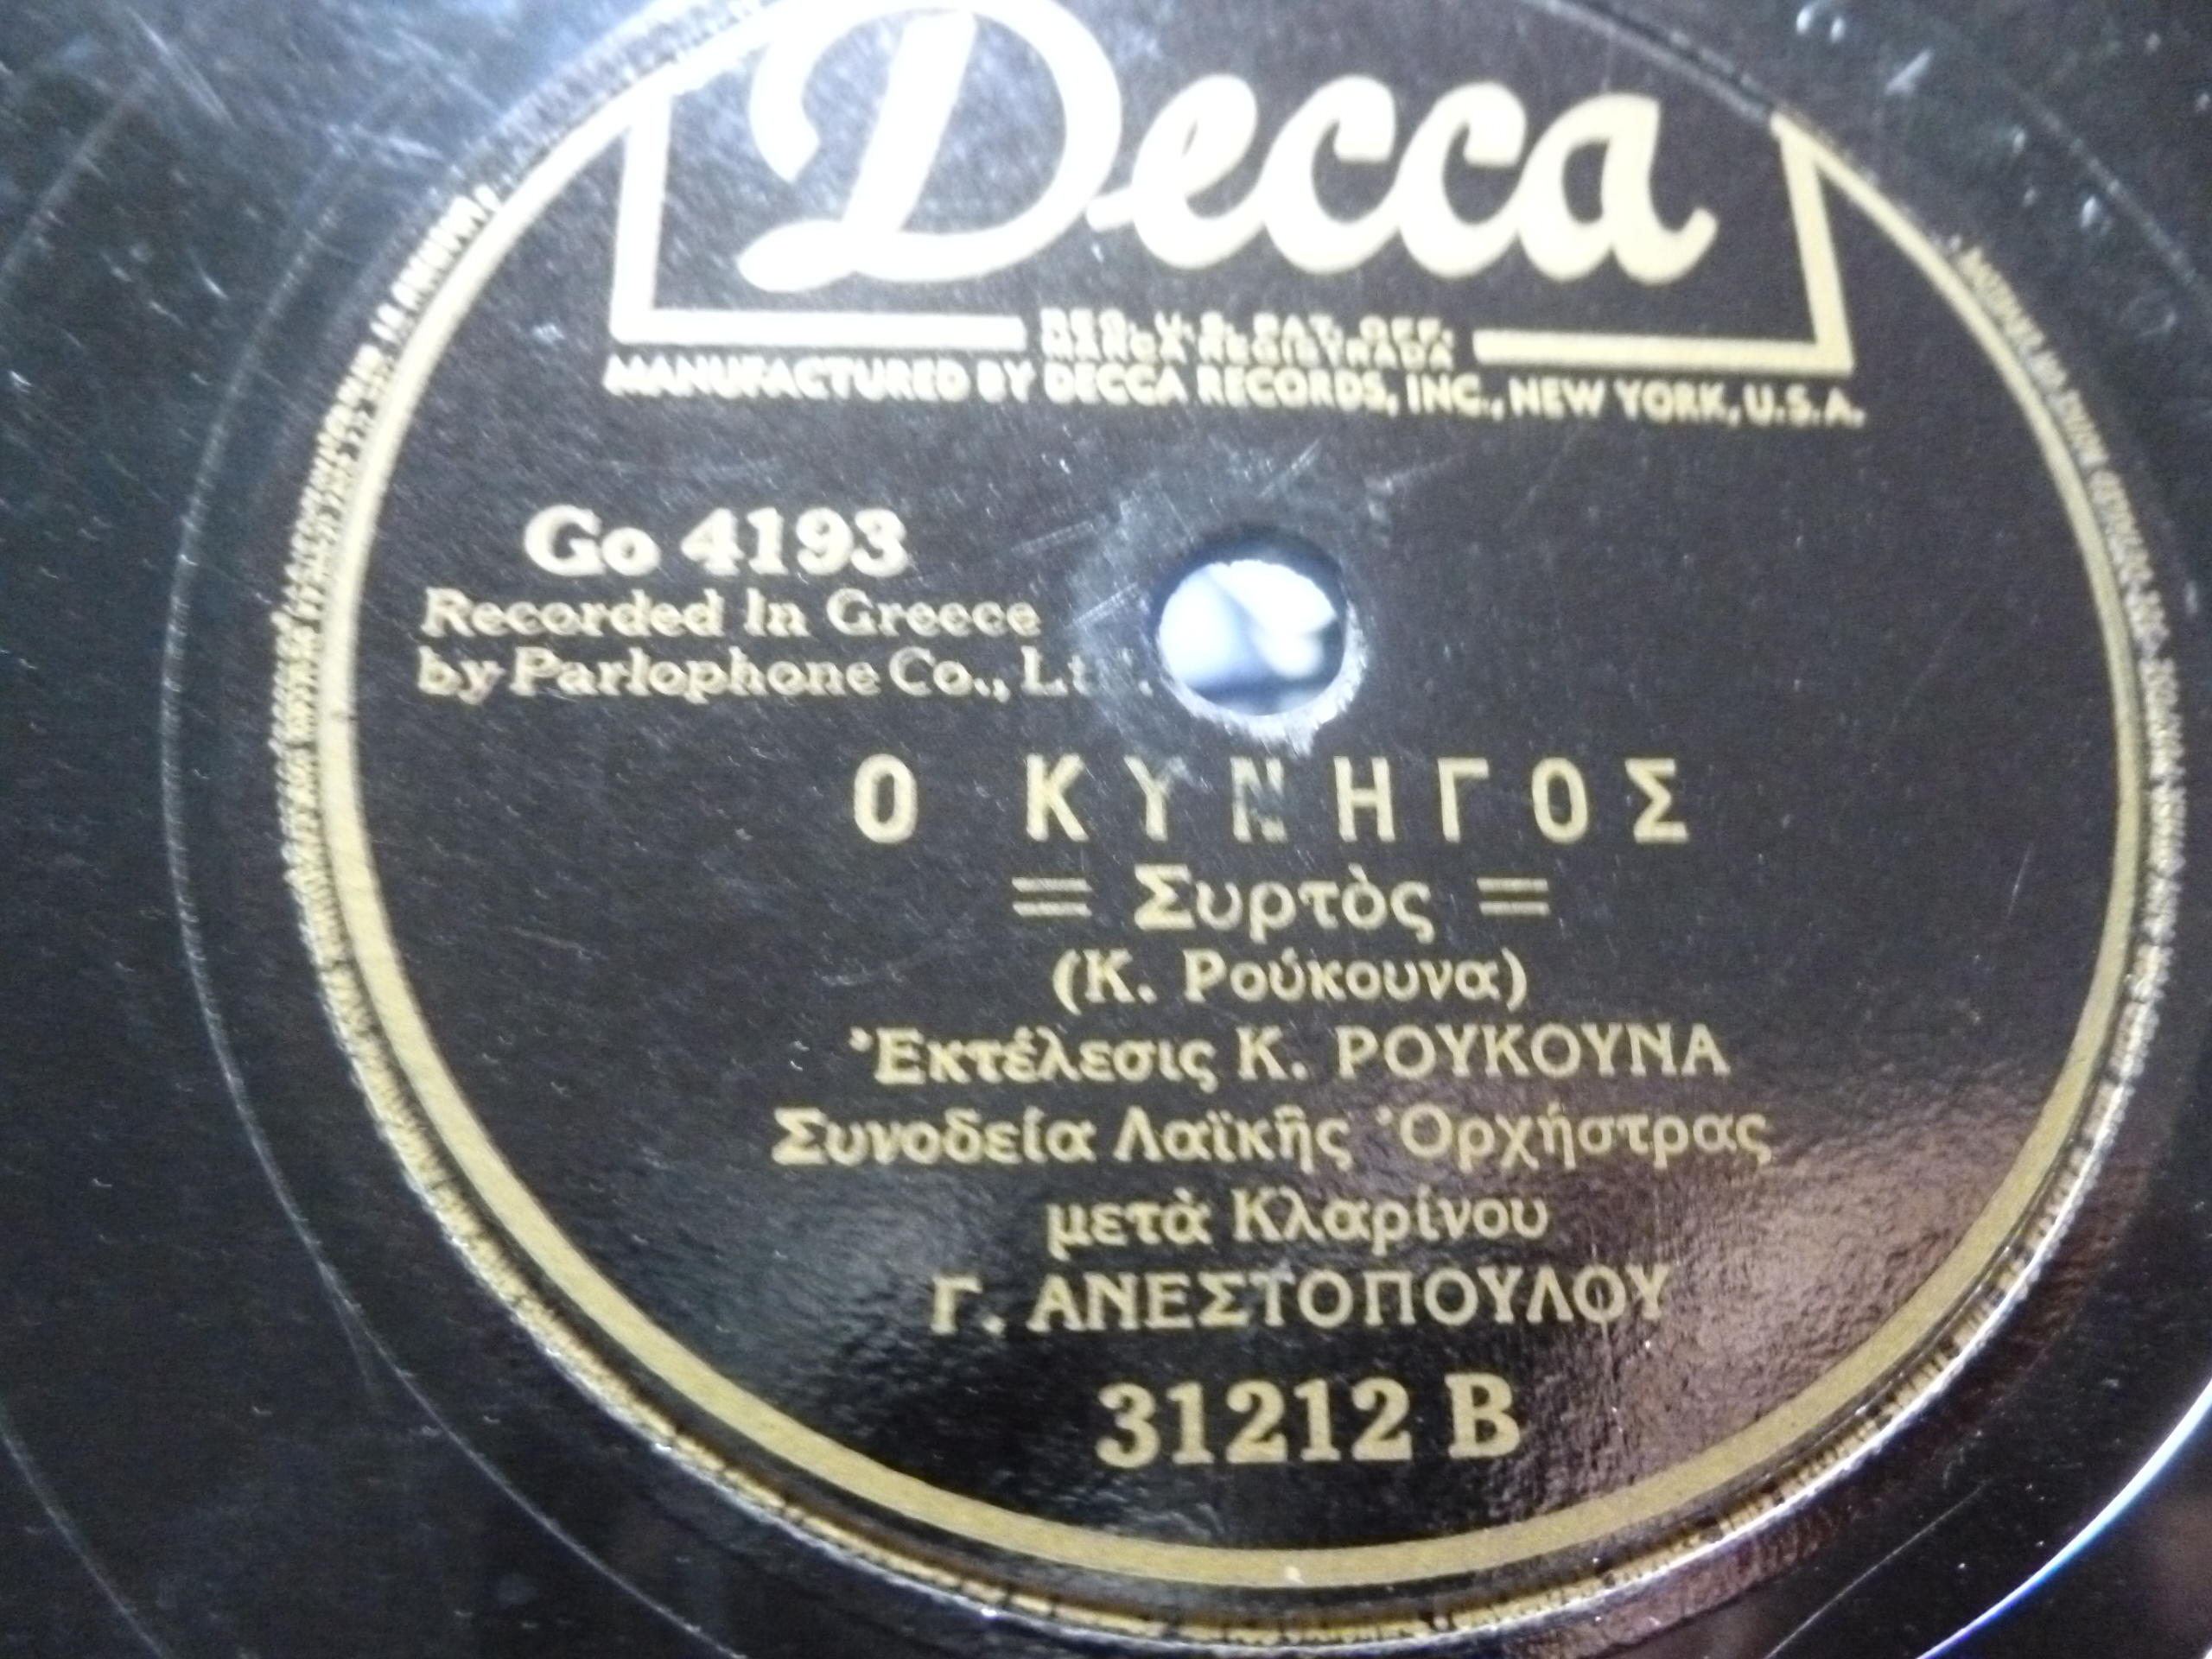 Decca
REG. U.S. PAT. OFF.
MARCA REGISTRADA
MANUFACTURED BY DECCA RECORDS, INC., NEW YORK, U.S.A.
Go 4193
Recorded In Greece
by Parlophone Co.,
Ο ΚΥΝΗΓΟΣ
= Συρτὸς =
(Κ. Ρούκουνα)
Ἐκτέλεσις Κ. ΡΟΥΚΟΥΝΑ
Συνοδεία Λαϊκῆς Ὀρχήστρας
μετὰ Κλαρίνου
Γ. ΑΝΕΣΤΟΠΟΥΛΟΥ
31212 B